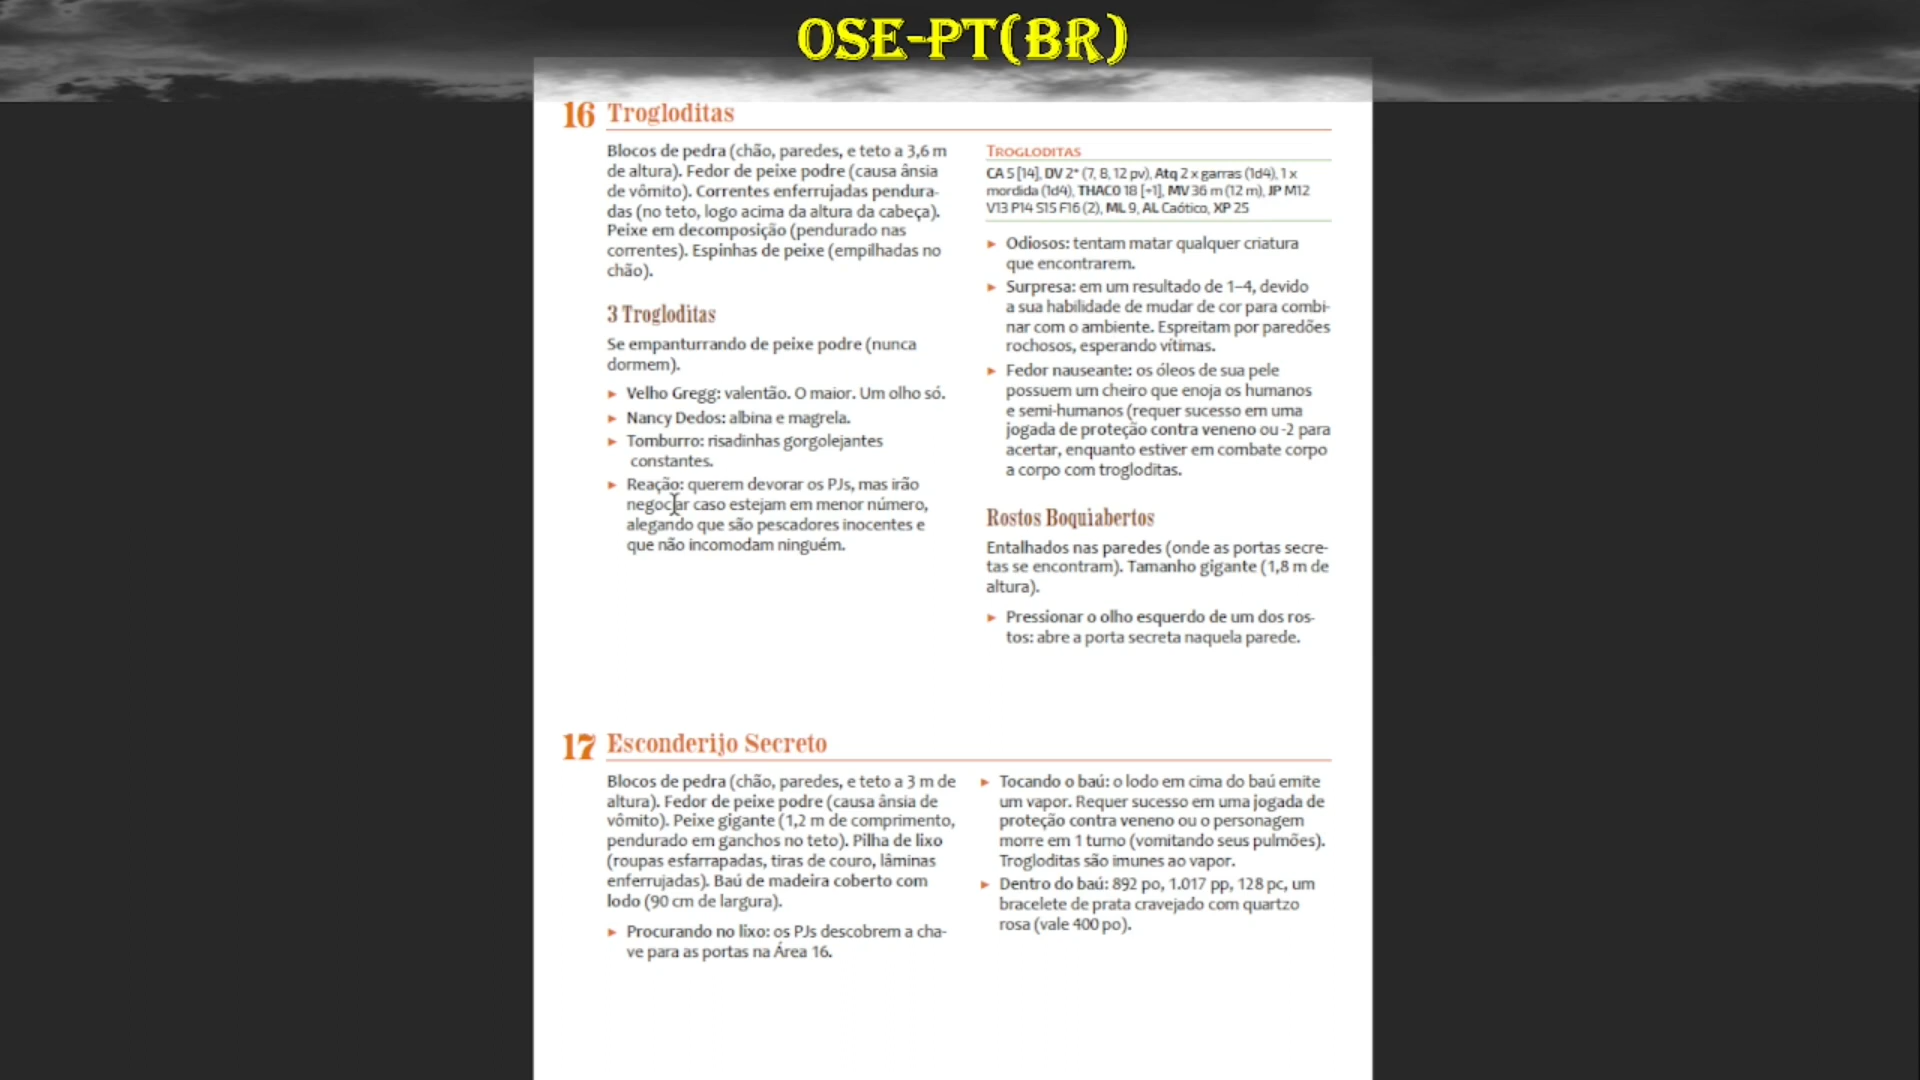 OSE-PT(BR)
16 Trogloditas
Blocos de pedra (chão, paredes, e teto a 3,6 m
de altura). Fedor de peixe podre (causa ânsia
de vômito). Correntes enferrujadas pendura-
das (no teto, logo acima da altura da cabeça).
Peixe em decomposição (pendurado nas
correntes). Espinhas de peixe (empilhadas no
chão).
3 Trogloditas
Se empanturrando de peixe podre (nunca
dormem).
► Velho Gregg: valentão. O maior. Um olho só.
► Nancy Dedos: albina e magrela.
► Tomburro: risadinhas gorgolejantes
constantes.
► Reação: querem devorar os PJs, mas irão
negociar caso estejam em menor número,
alegando que são pescadores inocentes e
que não incomodam ninguém.
Trogloditas
CA 5 [14], DV 2* (7, 8, 12 pv), Atq 2 x garras (1d4), 1 x
mordida (1d4), THAC0 18 [+1], MV 36 m (12 m), JP M12
V13 P14 S15 F16 (2), ML 9, AL Caótico, XP 25
► Odiosos: tentam matar qualquer criatura
que encontrarem.
► Surpresa: em um resultado de 1–4, devido
a sua habilidade de mudar de cor para combi-
nar com o ambiente. Espreitam por paredões
rochosos, esperando vítimas.
► Fedor nauseante: os óleos de sua pele
possuem um cheiro que enoja os humanos
e semi-humanos (requer sucesso em uma
jogada de proteção contra veneno ou -2 para
acertar, enquanto estiver em combate corpo
a corpo com trogloditas.
Rostos Boquiabertos
Entalhados nas paredes (onde as portas secre-
tas se encontram). Tamanho gigante (1,8 m de
altura).
► Pressionar o olho esquerdo de um dos ros-
tos: abre a porta secreta naquela parede.
17 Esconderijo Secreto
Blocos de pedra (chão, paredes, e teto a 3 m de
altura). Fedor de peixe podre (causa ânsia de
vômito). Peixe gigante (1,2 m de comprimento,
pendurado em ganchos no teto). Pilha de lixo
(roupas esfarrapadas, tiras de couro, lâminas
enferrujadas). Baú de madeira coberto com
lodo (90 cm de largura).
► Procurando no lixo: os PJs descobrem a cha-
ve para as portas na Área 16.
► Tocando o baú: o lodo em cima do baú emite
um vapor. Requer sucesso em uma jogada de
proteção contra veneno ou o personagem
morre em 1 turno (vomitando seus pulmões).
Trogloditas são imunes ao vapor.
► Dentro do baú: 892 po, 1.017 pp, 128 pc, um
bracelete de prata cravejado com quartzo
rosa (vale 400 po).